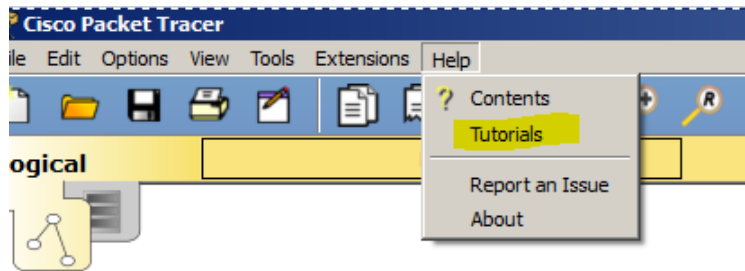 Cisco Packet Tracer
ile Edit Options View Tools Extensions Help
? Contents
Tutorials
R
ogical
Report an Issue
About